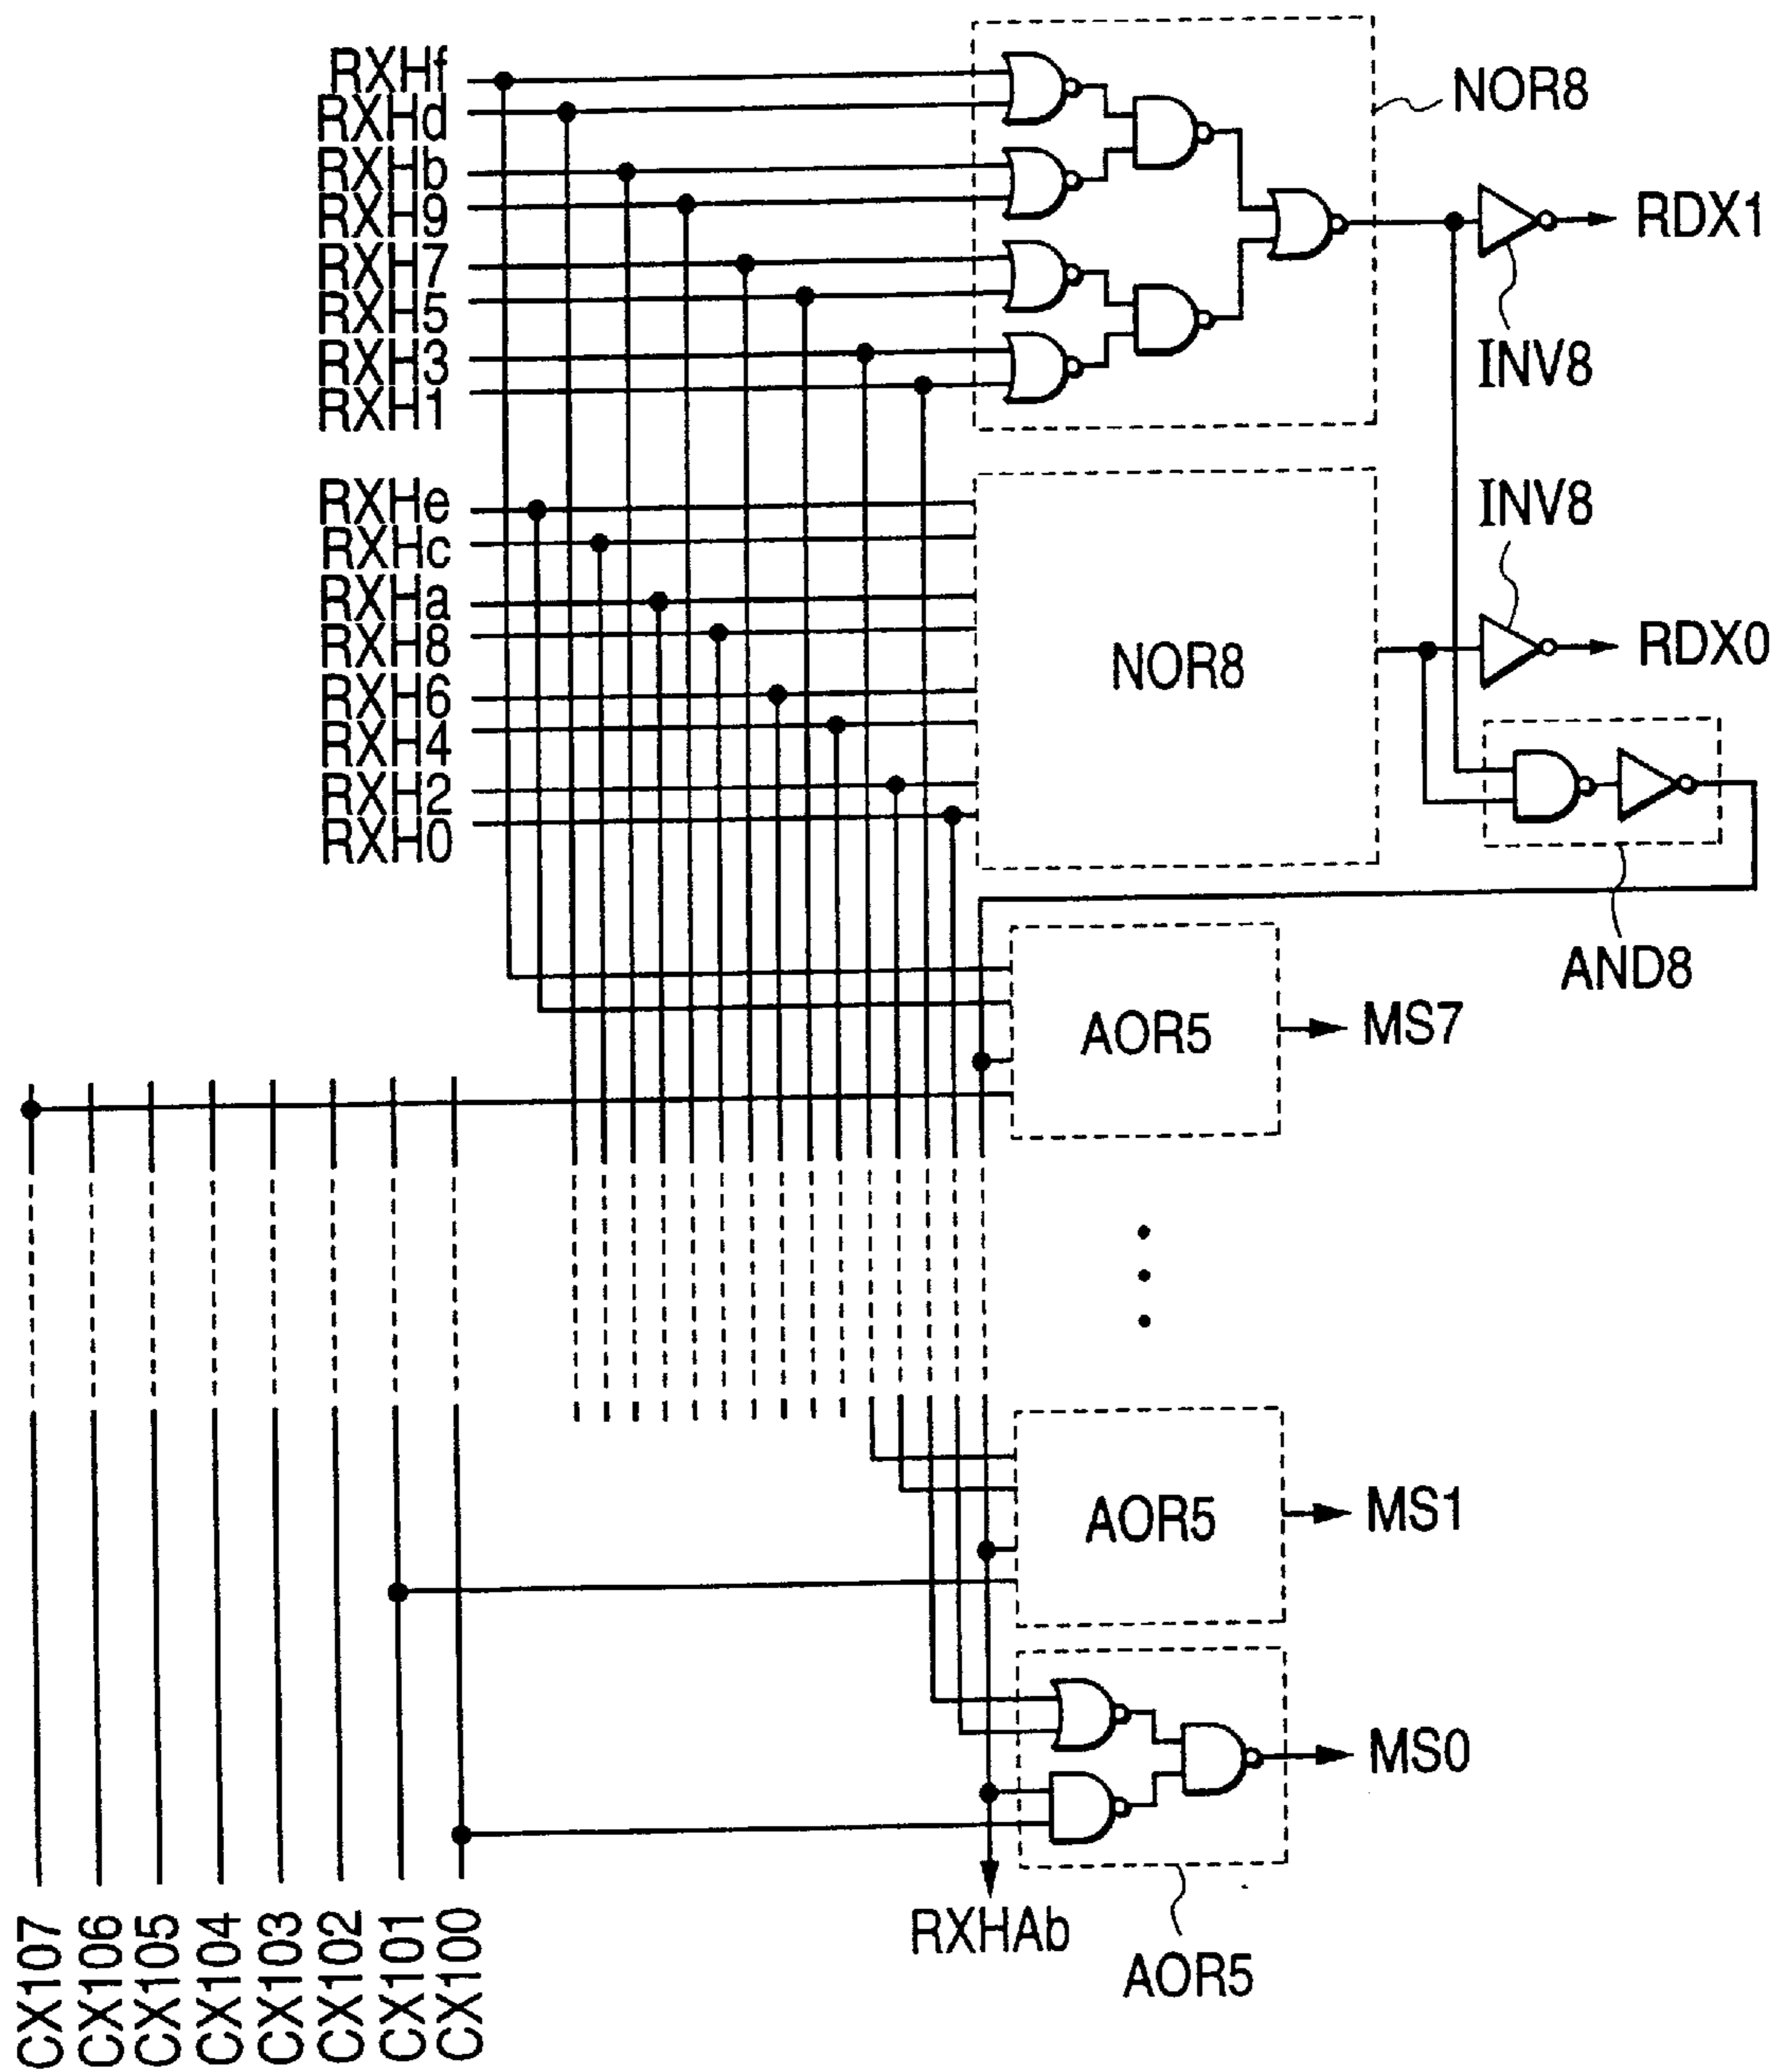 RXHf
RXHd
RXHb
RXH9
RXH7
RXH5
RXH3
RXH1
NOR8
RDX1
INV8
RXHe
RXHc
RXHa
RXH8
RXH6
RXH4
RXH2
RXH0
NOR8
INV8
RDX0
AND8
AOR5
MS7
AOR5
MS1
MS0
RXHAb
AOR5
CX107
CX106
CX105
CX104
CX103
CX102
CX101
CX100